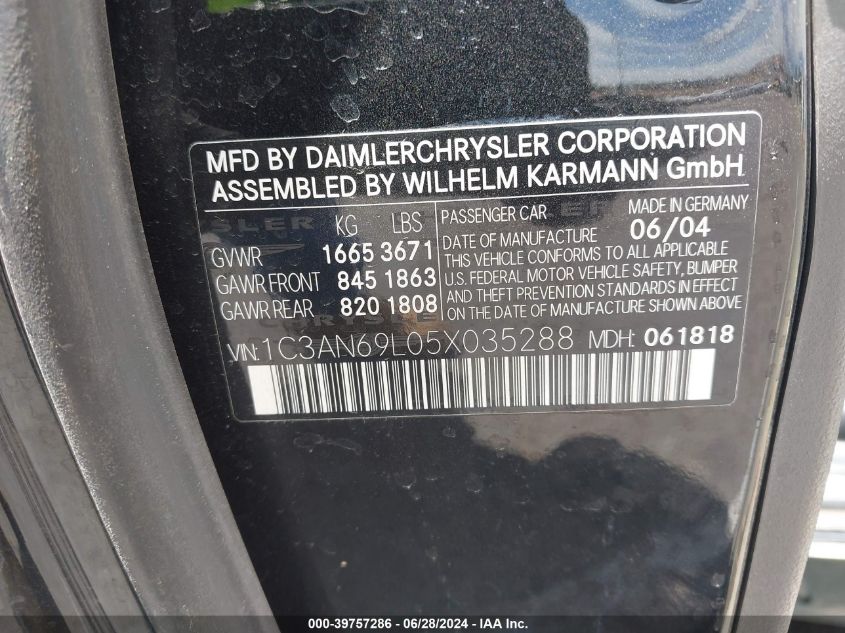 MFD BY DAIMLERCHRYSLER CORPORATION
ASSEMBLED BY WILHELM KARMANN GmbH
KG LBS
GVWR 1665 3671
GAWR FRONT 845 1863
GAWR REAR 820 1808
PASSENGER CAR MADE IN GERMANY
DATE OF MANUFACTURE 06/04
THIS VEHICLE CONFORMS TO ALL APPLICABLE
U.S. FEDERAL MOTOR VEHICLE SAFETY, BUMPER
AND THEFT PREVENTION STANDARDS IN EFFECT
ON THE DATE OF MANUFACTURE SHOWN ABOVE
VIN: 1C3AN69L05X035288 MDH: 061818
000-39757286 | 06/28/2024 - IAA Inc.